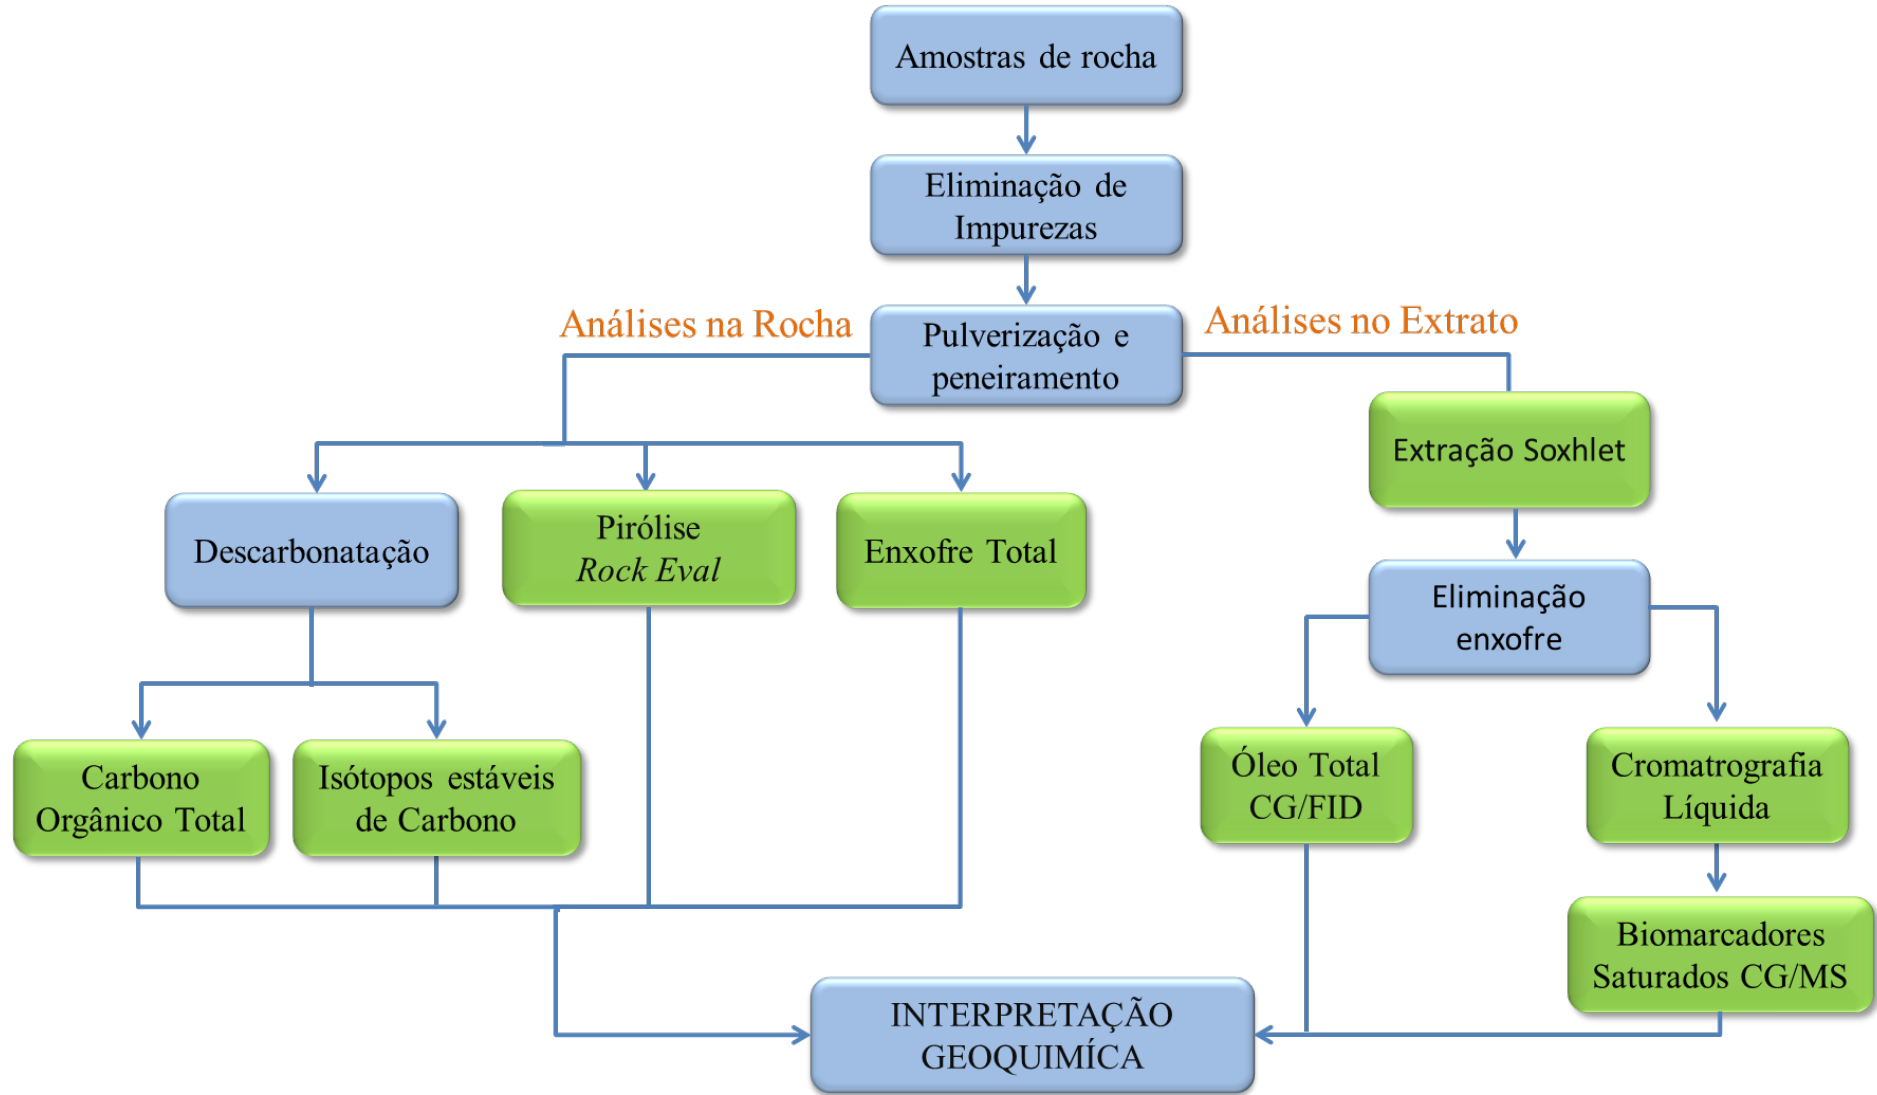 Amostras de rocha
Eliminação de
Impurezas
Análises na Rocha
Pulverização e
peneiramento
Análises no Extrato
Extração Soxhlet
Descarbonatação
Pirólise
Rock Eval
Enxofre Total
Eliminação
enxofre
Carbono
Orgânico Total
Isótopos estáveis
de Carbono
Óleo Total
CG/FID
Cromatrografia
Líquida
Biomarcadores
Saturados CG/MS
INTERPRETAÇÃO
GEOQUIMÍCA